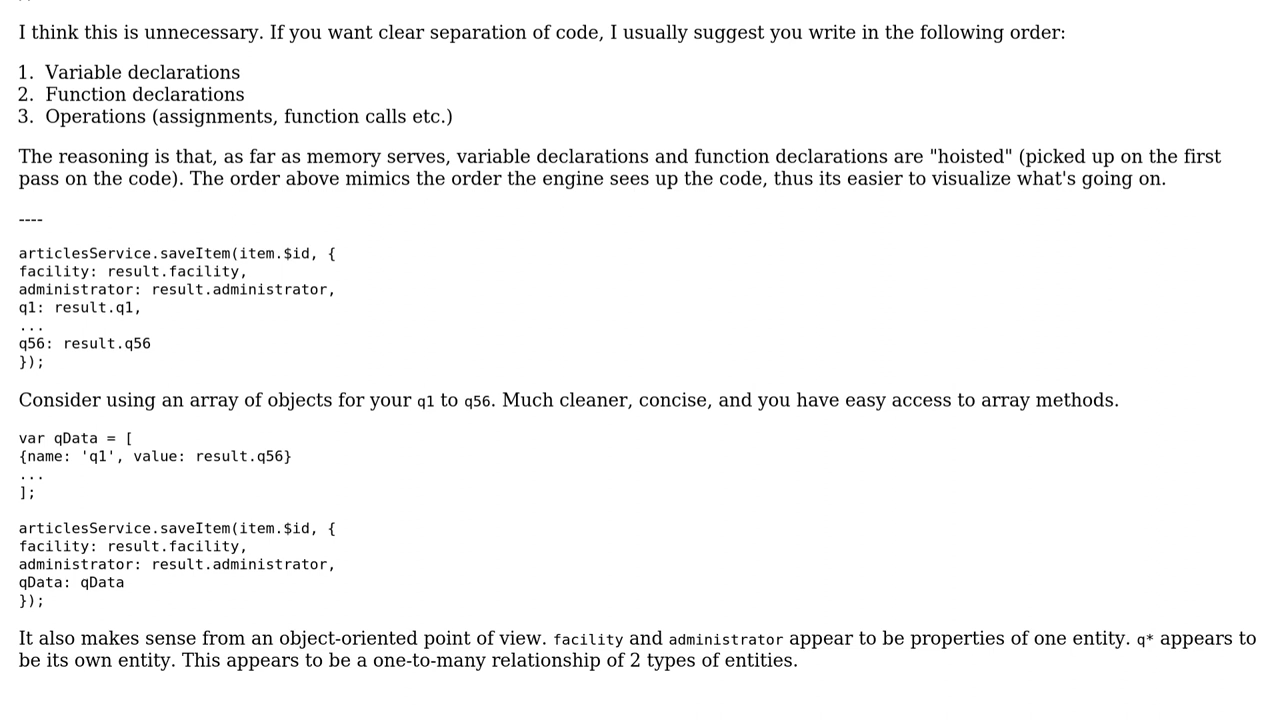 I think this is unnecessary. If you want clear separation of code, I usually suggest you write in the following order:
1. Variable declarations
2. Function declarations
3. Operations (assignments, function calls etc.)
The reasoning is that, as far as memory serves, variable declarations and function declarations are "hoisted" (picked up on the first
pass on the code). The order above mimics the order the engine sees up the code, thus its easier to visualize what's going on.
----
articlesService.saveItem(item.$id, {
facility: result.facility,
administrator: result.administrator,
q1: result.q1,
...
q56: result.q56
});
Consider using an array of objects for your q1 to q56. Much cleaner, concise, and you have easy access to array methods.
var qData = [
{name: 'q1', value: result.q56}
...
];
articlesService.saveItem(item.$id, {
facility: result.facility,
administrator: result.administrator,
qData: qData
});
It also makes sense from an object-oriented point of view. facility and administrator appear to be properties of one entity. q* appears to
be its own entity. This appears to be a one-to-many relationship of 2 types of entities.